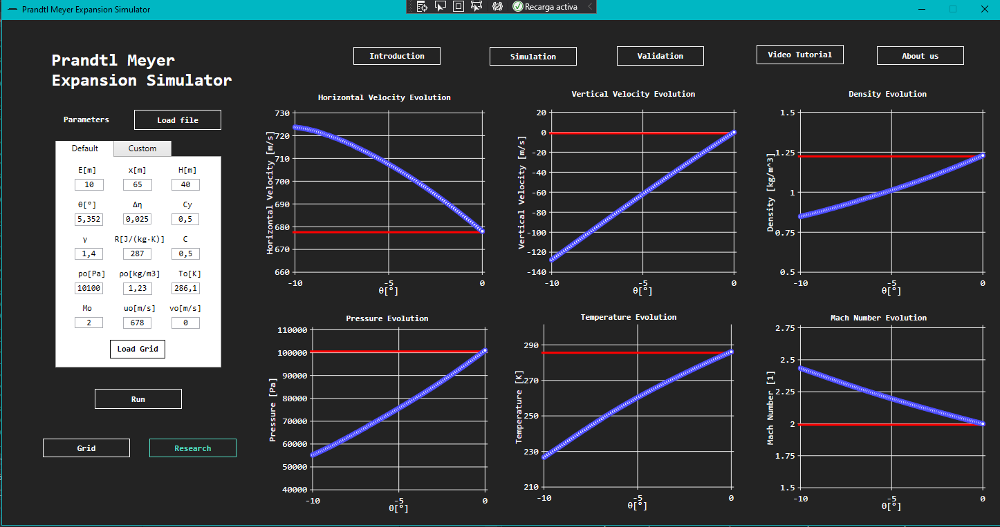 Prandtl Meyer Expansion Simulator
Recarga activa
Prandtl Meyer
Expansion Simulator
Introduction
Simulation
Validation
Video Tutorial
About us
Parameters
Load file
Default
Custom
E[m] x[m] H[m]
10 65 40
θ[°] Δη Cy
5,352 0,025 0,5
γ R[J/(kg·K)] C
1,4 287 0,5
po[Pa] ρo[kg/m3] To[K]
10100 1,23 286,1
Mo uo[m/s] vo[m/s]
2 678 0
Load Grid
Run
Grid
Research
Horizontal Velocity Evolution
Horizontal Velocity [m/s]
730
720
710
700
690
680
670
660
-10 -5 0
θ[°]
Vertical Velocity Evolution
Vertical Velocity [m/s]
20
0
-20
-40
-60
-80
-100
-120
-140
-10 -5 0
θ[°]
Density Evolution
Density [kg/m^3]
1.5
1.25
1
0.75
0.5
-10 -5 0
θ[°]
Pressure Evolution
Pressure [Pa]
110000
100000
90000
80000
70000
60000
50000
40000
-10 -5 0
θ[°]
Temperature Evolution
Temperature [K]
290
270
250
230
210
-10 -5 0
θ[°]
Mach Number Evolution
Mach Number [1]
2.75
2.5
2.25
2
1.75
1.5
-10 -5 0
θ[°]